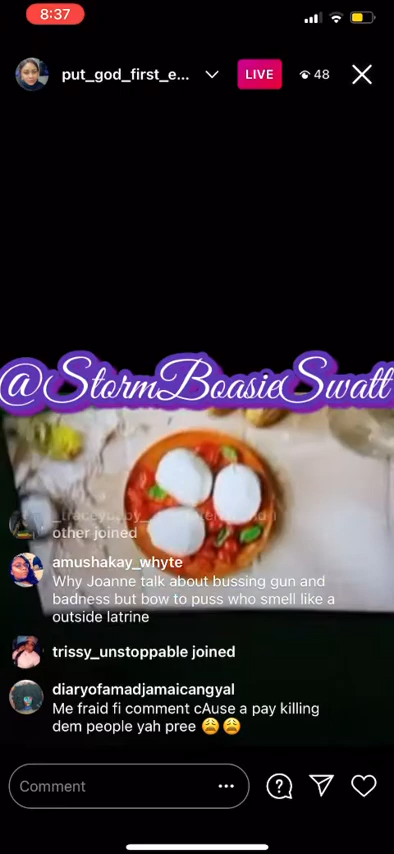 8:37
put_god_first_e...
LIVE
48
@StormBoasieSwatt
other joined
amushakay_whyte
Why Joanne talk about bussing gun and
badness but bow to puss who smell like a
outside latrine
trissy_unstoppable joined
diaryofamadjamaicangyal
Me fraid fi comment cAuse a pay killing
dem people yah pree 😩😩
Comment